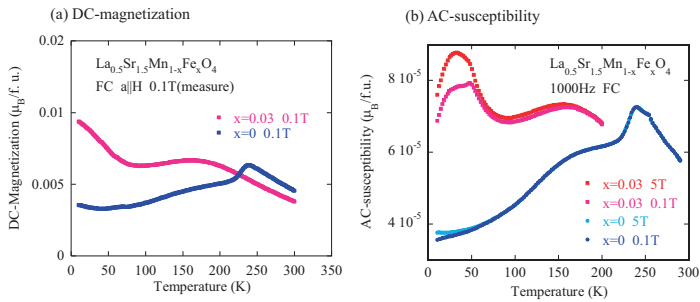 (a) DC-magnetization
0.02
La0.5Sr1.5Mn1-xFexO4
FC a||H 0.1T(measure)
x=0.03 0.1T
x=0 0.1T
0.01
0.005
0
DC-Magnetization (μB/f. u.)
0 50 100 150 200 250 300 350
Temperature (K)
(b) AC-susceptibility
La0.5Sr1.5Mn1-xFexO4
1000Hz FC
8 10-5
6 10-5
4 10-5
AC-susceptibility (μB/f.u.)
x=0.03 5T
x=0.03 0.1T
x=0 5T
x=0 0.1T
0 50 100 150 200 250 300
Temperature (K)